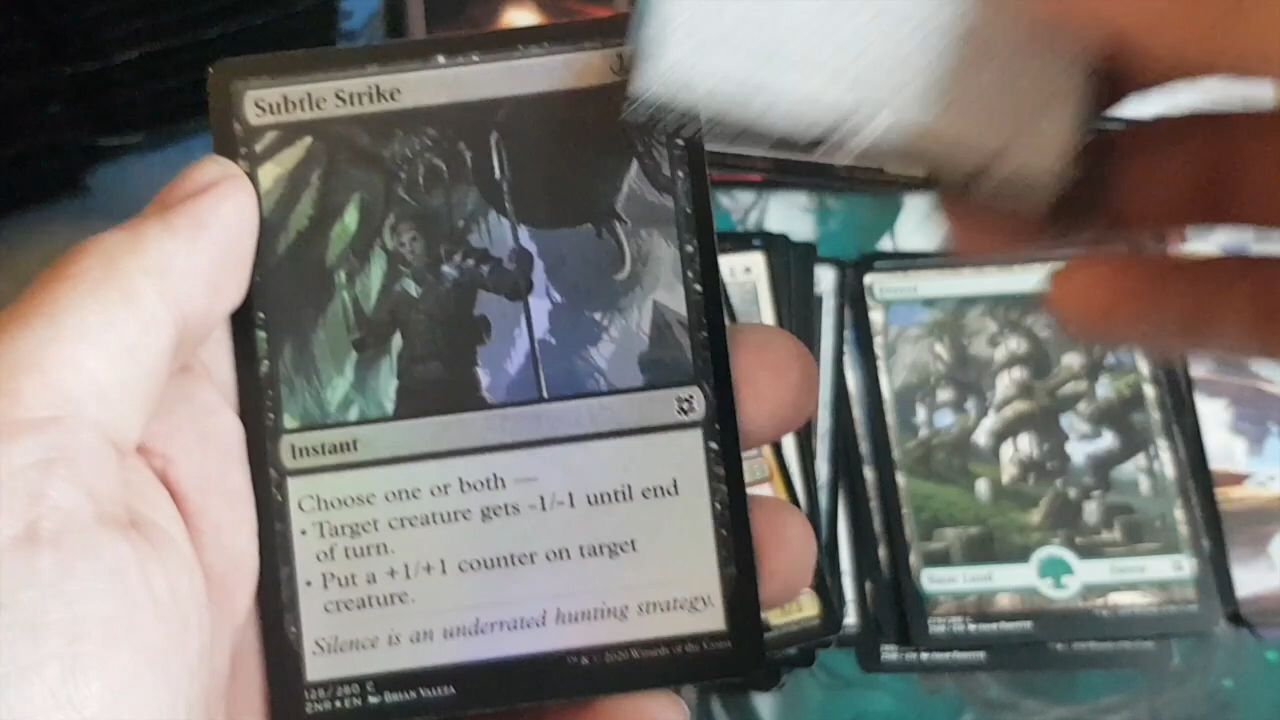 Subtle Strike
Instant
Choose one or both —
• Target creature gets -1/-1 until end
of turn.
• Put a +1/+1 counter on target
creature.
Silence is an underrated hunting strategy.
™ & © 2020 Wizards of the Coast
128/280 C
ZNR ★ EN Brian Valeza
Forest
Basic Land